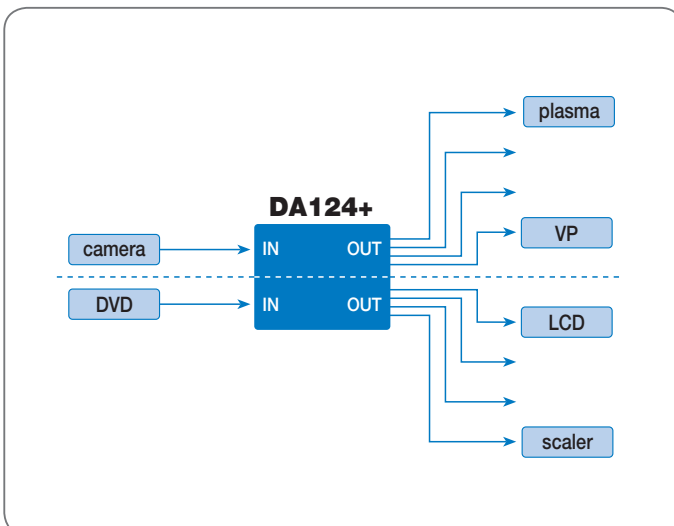 plasma
DA124+
camera
IN OUT
VP
DVD
IN OUT
LCD
scaler